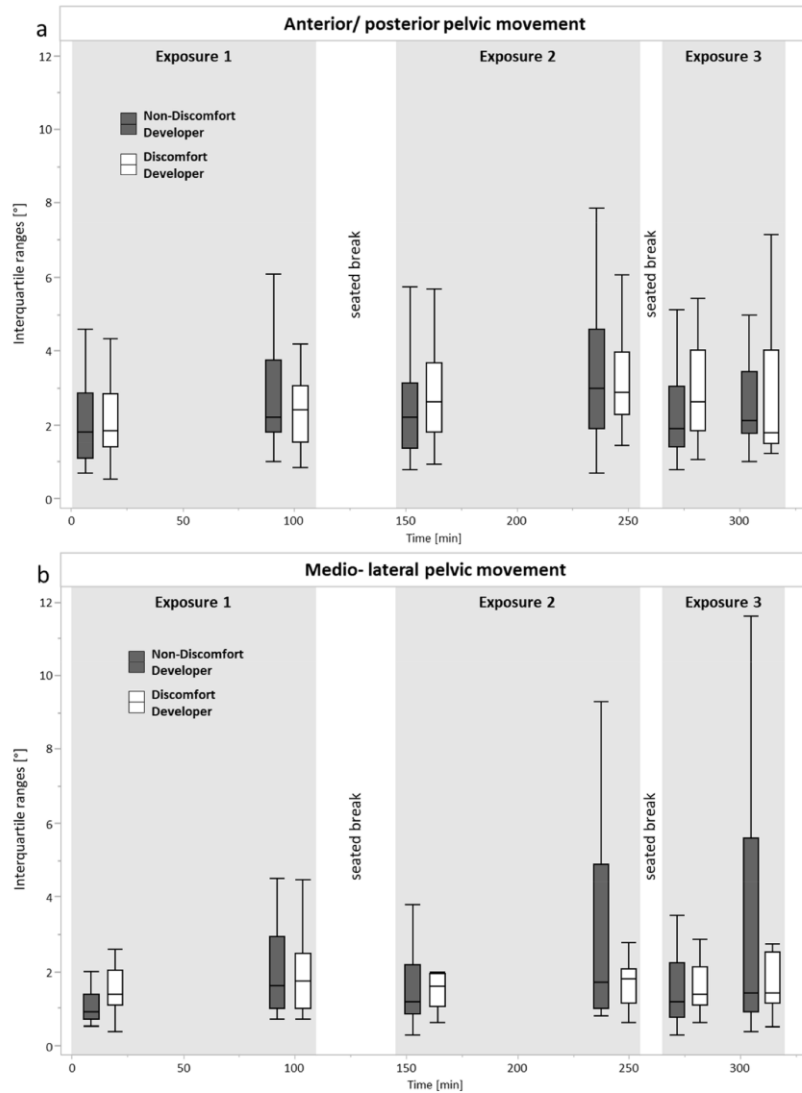 a
Anterior/ posterior pelvic movement
Exposure 1
Exposure 2
Exposure 3
Non-Discomfort
Developer
Discomfort
Developer
seated break
seated break
Interquartile ranges [°]
12
10
8
6
4
2
0
0
50
100
150
200
250
300
Time [min]
b
Medio- lateral pelvic movement
Exposure 1
Exposure 2
Exposure 3
Non-Discomfort
Developer
Discomfort
Developer
seated break
seated break
Interquartile ranges [°]
12
10
8
6
4
2
0
0
50
100
150
200
250
300
Time [min]